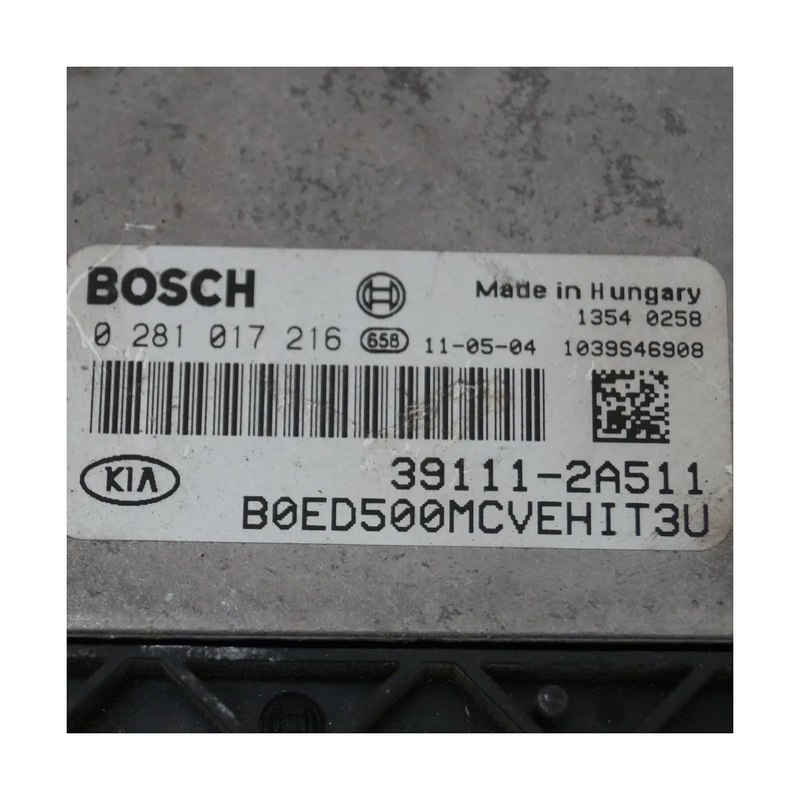 BOSCH
Made in Hungary
1354 0258
0 281 017 216 658 11-05-04 1039S46908
KIA
39111-2A511
B0ED500MCVEHIT3U